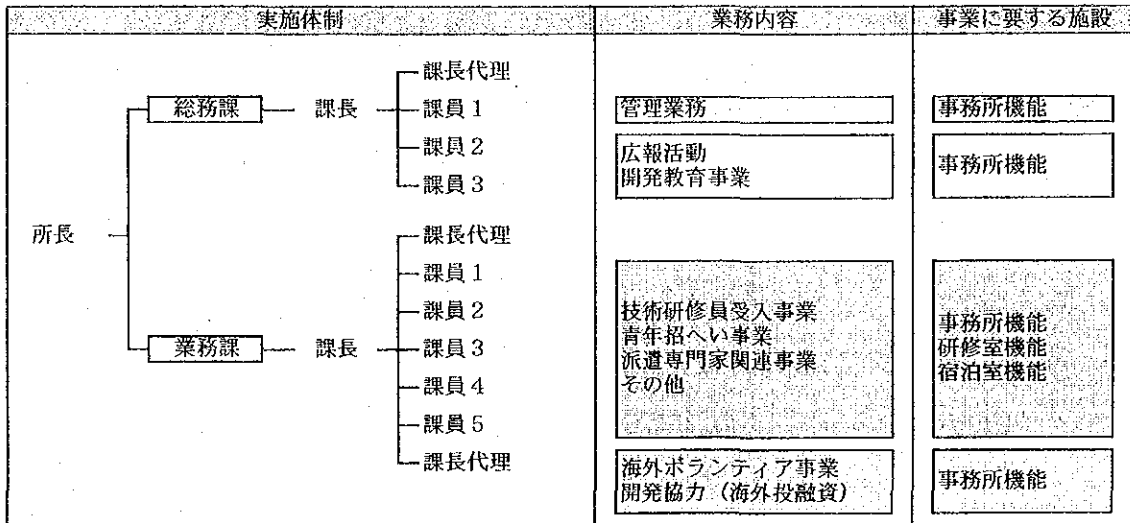 実施体制 業務内容 事業に要する施設
課長代理
総務課 課長 課員1 管理業務 事務所機能
課員2 広報活動
開発教育事業 事務所機能
課員3
所長 課長代理
課員1
課員2 技術研修員受入事業
青年招へい事業 事務所機能
業務課 課長 課員3 派遣専門家関連事業 研修室機能
その他 宿泊室機能
課員4
課員5
課長代理 海外ボランティア事業
開発協力（海外投融資） 事務所機能